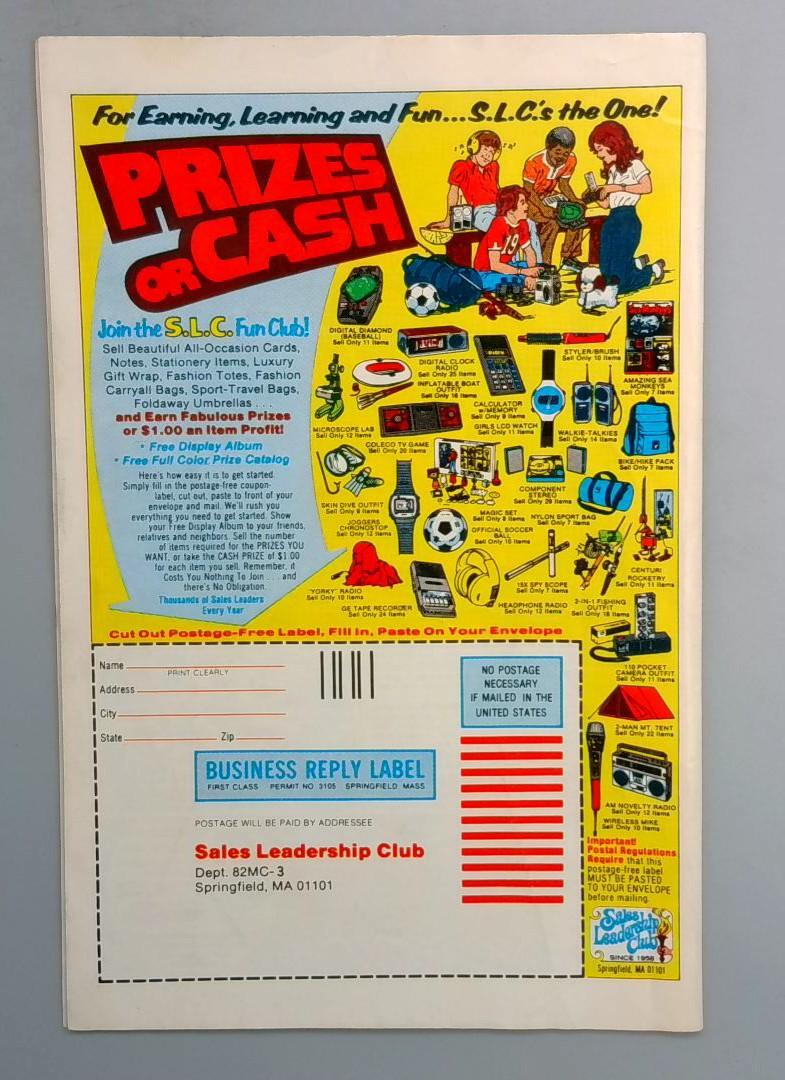 For Earning, Learning and Fun...S.L.C.'s the One!
PRIZES
OR CASH
Join the S.L.C. Fun Club!
Sell Beautiful All-Occasion Cards,
Notes, Stationery Items, Luxury
Gift Wrap, Fashion Totes, Fashion
Carryall Bags, Sport-Travel Bags,
Foldaway Umbrellas . . .
and Earn Fabulous Prizes
or $1.00 an Item Profit!
• Free Display Album
• Free Full Color Prize Catalog
Here's how easy it is to get started.
Simply fill in the postage-free coupon-
label, cut out, paste to front of your
envelope and mail. We'll rush you
everything you need to get started. Show
your Free Display Album to your friends,
relatives and neighbors. Sell the number
of items required for the PRIZES YOU
WANT, or take the CASH PRIZE of $1.00
for each item you sell. Remember, it
Costs You Nothing To Join . . . and
there's No Obligation.
Thousands of Sales Leaders
Every Year
DIGITAL DIAMOND
(BASEBALL)
Sell Only 11 Items
DIGITAL CLOCK
RADIO
Sell Only 25 Items
STYLER/BRUSH
Sell Only 10 Items
AMAZING SEA
MONKEYS
Sell Only 7 Items
INFLATABLE BOAT
OUTFIT
Sell Only 16 Items
CALCULATOR
w/MEMORY
Sell Only 9 Items
MICROSCOPE LAB
Sell Only 12 Items
GIRLS LCD WATCH
Sell Only 11 Items
WALKIE-TALKIES
Sell Only 14 Items
COLECO TV GAME
Sell Only 20 Items
BIKE/HIKE PACK
Sell Only 7 Items
SKIN DIVE OUTFIT
Sell Only 9 Items
COMPONENT
STEREO
Sell Only 29 Items
MAGIC SET
Sell Only 9 Items
NYLON SPORT BAG
Sell Only 7 Items
JOGGERS
CHRONOSTOP
Sell Only 12 Items
OFFICIAL SOCCER
BALL
Sell Only 10 Items
CENTURI
ROCKETRY
Sell Only 11 Items
"YORKY" RADIO
Sell Only 10 Items
15X SPY SCOPE
Sell Only 7 Items
GE TAPE RECORDER
Sell Only 24 Items
HEADPHONE RADIO
Sell Only 12 Items
2-IN-1 FISHING
OUTFIT
Sell Only 18 Items
110 POCKET
CAMERA OUTFIT
Sell Only 11 Items
2-MAN MT. TENT
Sell Only 22 Items
AM NOVELTY RADIO
Sell Only 12 Items
WIRELESS MIKE
Sell Only 10 Items
Cut Out Postage-Free Label, Fill In, Paste On Your Envelope
Name
PRINT CLEARLY
Address
City
State Zip
NO POSTAGE
NECESSARY
IF MAILED IN THE
UNITED STATES
BUSINESS REPLY LABEL
FIRST CLASS PERMIT NO 3105 SPRINGFIELD MASS
POSTAGE WILL BE PAID BY ADDRESSEE
Sales Leadership Club
Dept. 82MC-3
Springfield, MA 01101
Important!
Postal Regulations
Require that this
postage-free label
MUST BE PASTED
TO YOUR ENVELOPE
before mailing.
Sales
Leadership
Club
SINCE 1958
Springfield, MA 01101